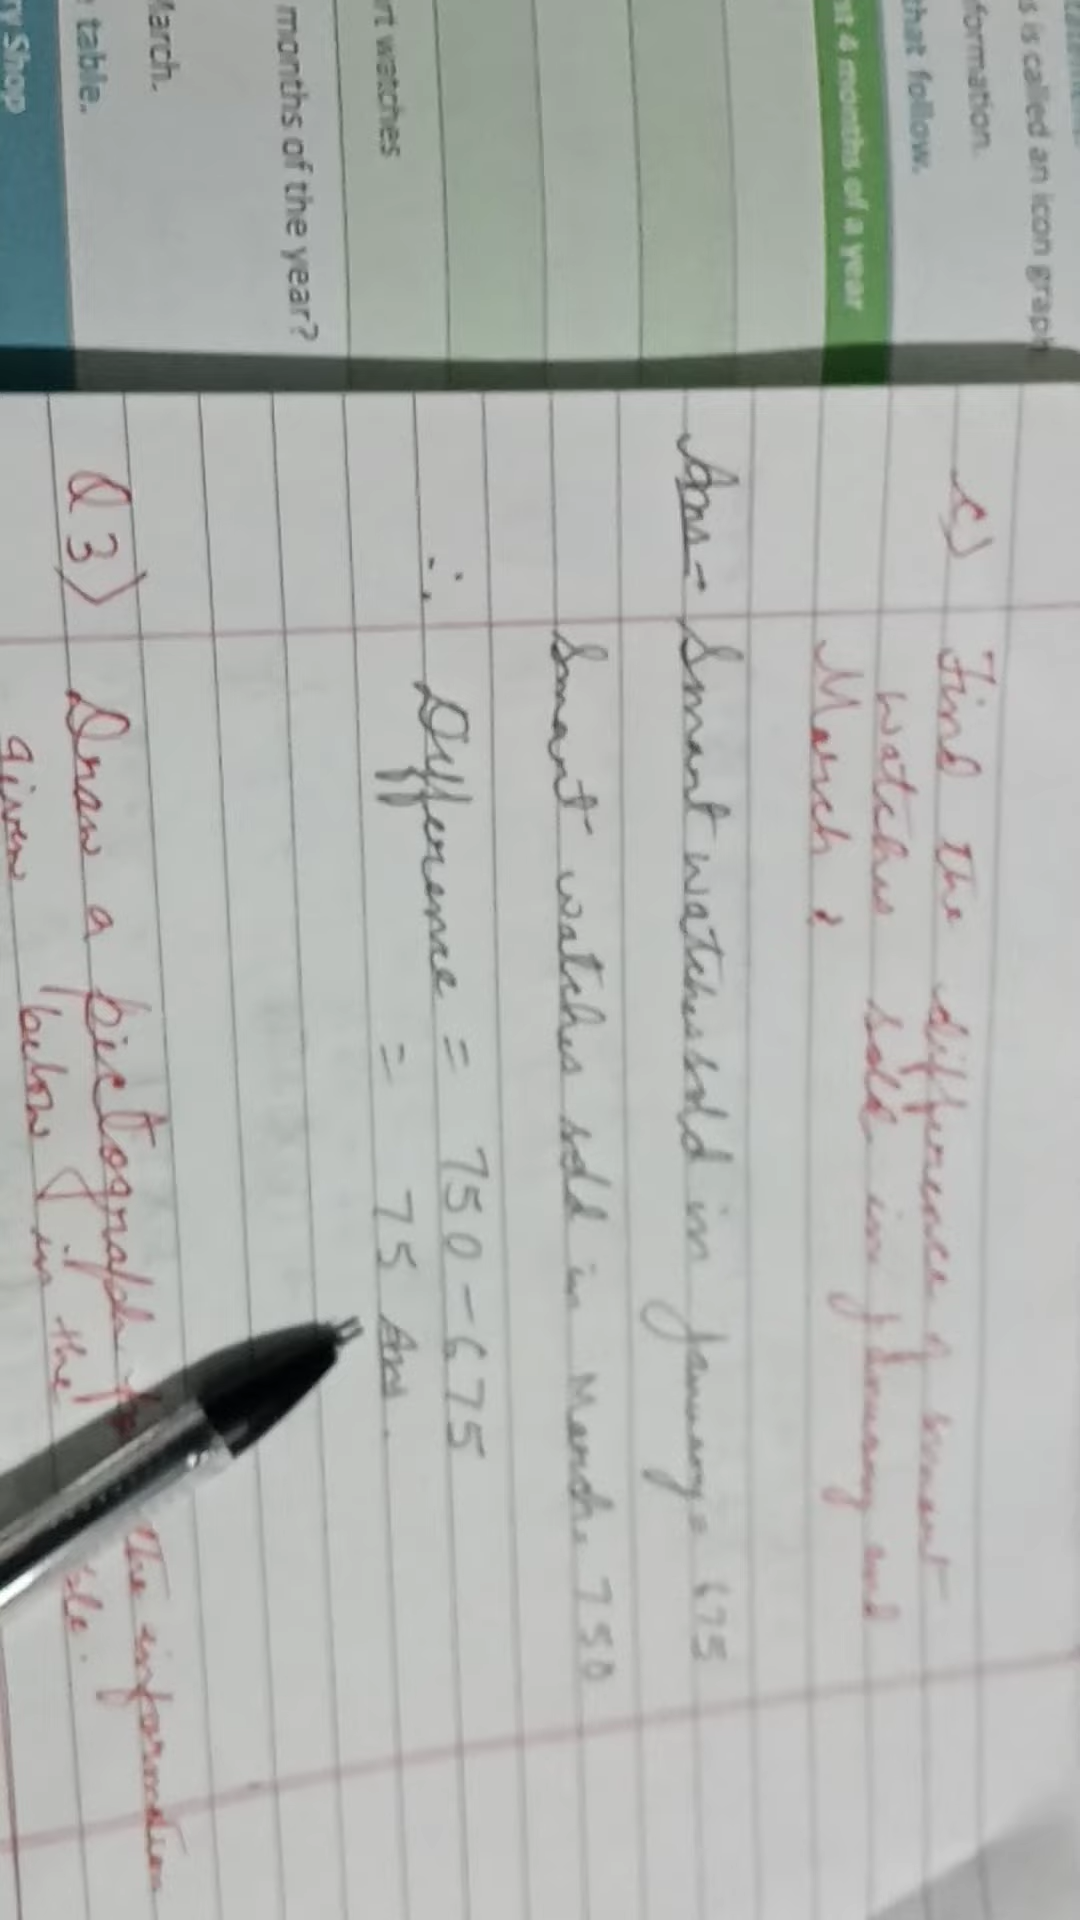 s is called an icon graph
formation.
that follow.
st 4 months of a year
rt watches
months of the year?
March.
table.
y Shop
c) Find the difference of smart
watches sold in January and
March ?
Ans- Smart watches sold in January = 675
Smart watches sold in March = 750
∴ Difference = 750 - 675
= 75 Ans.
Q 3) Draw a pictograph for the information
given below in the